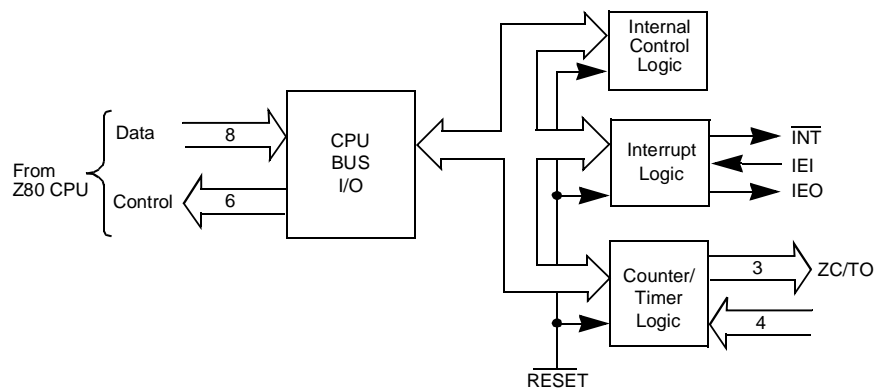 Internal
Control
Logic
Data
8
CPU
BUS
I/O
From
Z80 CPU
Control
6
Interrupt
Logic
INT
IEI
IEO
Counter/
Timer
Logic
3
ZC/TO
4
RESET